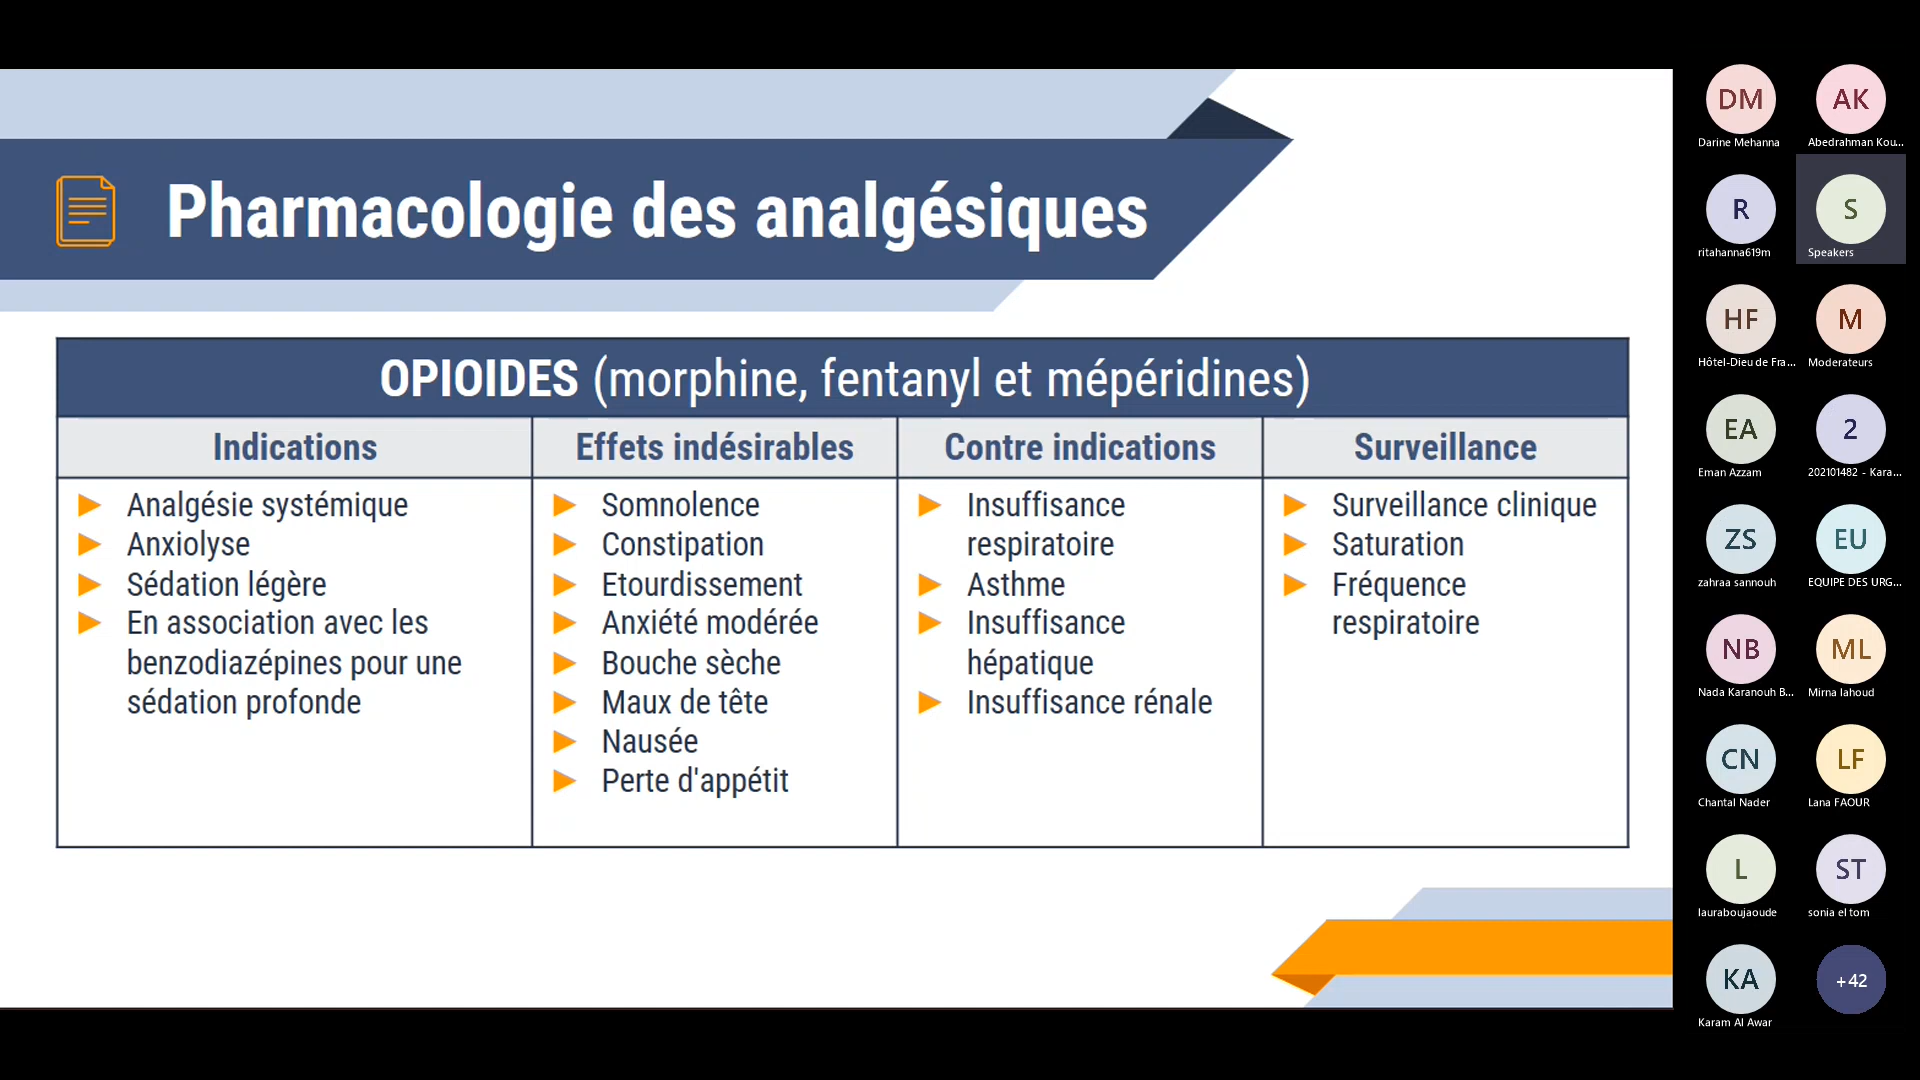 Pharmacologie des analgésiques
OPIOIDES (morphine, fentanyl et mépéridines)
Indications
Effets indésirables
Contre indications
Surveillance
Analgésie systémique
Anxiolyse
Sédation légère
En association avec les
benzodiazépines pour une
sédation profonde
Somnolence
Constipation
Etourdissement
Anxiété modérée
Bouche sèche
Maux de tête
Nausée
Perte d'appétit
Insuffisance
respiratoire
Asthme
Insuffisance
hépatique
Insuffisance rénale
Surveillance clinique
Saturation
Fréquence
respiratoire
DM
Darine Mehanna
AK
Abedrahman Kou...
R
ritahanna619m
S
Speakers
HF
Hôtel-Dieu de Fra...
M
Moderateurs
EA
Eman Azzam
2
202101482 - Kara...
ZS
zahraa sannouh
EU
EQUIPE DES URG...
NB
Nada Karanouh B...
ML
Mirna lahoud
CN
Chantal Nader
LF
Lana FAOUR
L
lauraboujaoude
ST
sonia el tom
KA
Karam Al Awar
+42